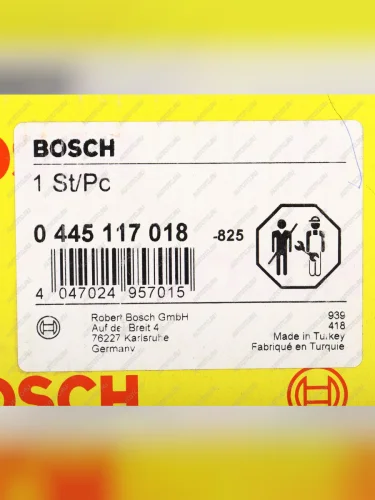 BOSCH
1 St/Pc
0 445 117 018 -825
4 047024 957015
Robert Bosch GmbH
Auf der Breit 4
76227 Karlsruhe
Germany
939
418
Made in Turkey
Fabriqué en Turquie
BOSCH